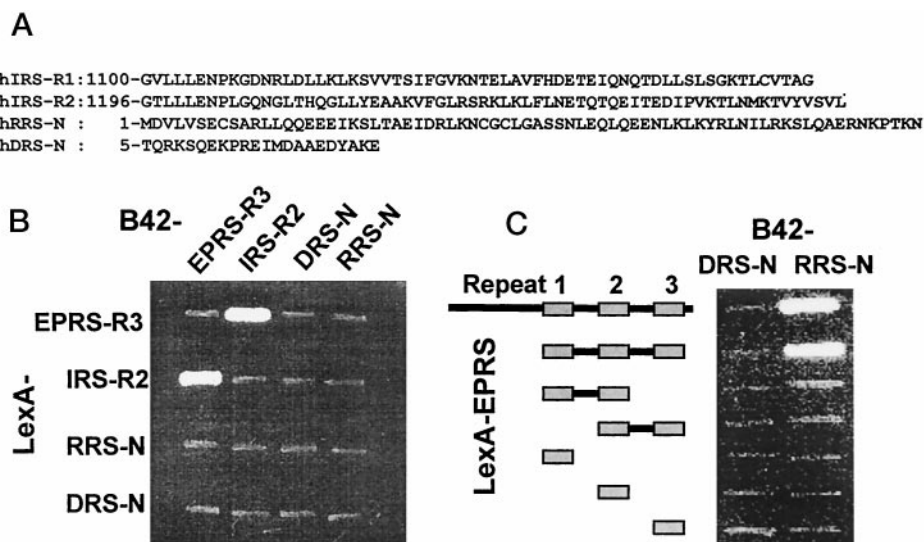 A
hIRS-R1:1100-GVLLLENPKGDNRLDLLKLKSVVTSIFGVKNTELAVFHDETEIQNQTDLLSLSGKTLCVTAG
hIRS-R2:1196-GTLLLENPLGQNGLTHQGLLYEAAKVFGLRSRKLKLFLNETQTQEITEDIPVKTLNMKTVYVSVL
hRRS-N : 1-MDVLVSECSARLLQQEEEIKSLTAEIDRLKNCGCLGASSNLEQLQEENLKLKYRLNILRKSLQAERNKPTKN
hDRS-N : 5-TQRKSQEKPREIMDAAEDYAKE
B
B42-
EPRS-R3 IRS-R2 DRS-N RRS-N
LexA-
EPRS-R3
IRS-R2
RRS-N
DRS-N
C
B42-
DRS-N RRS-N
Repeat 1 2 3
LexA-EPRS